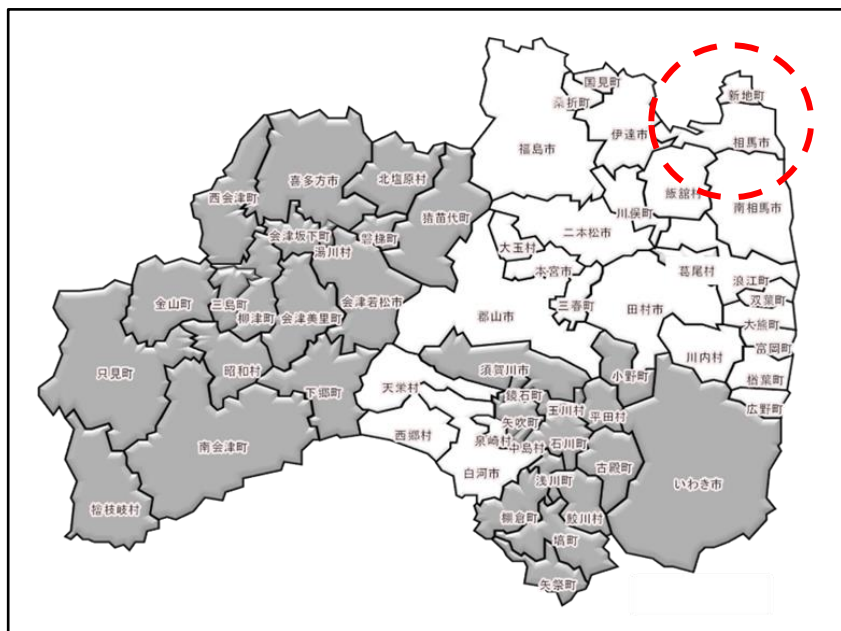 国見町
桑折町
新地町
伊達市
相馬市
福島市
喜多方市
北塩原村
飯舘村
西会津町
猪苗代町
川俣町
南相馬市
会津坂下町
磐梯町
二本松市
湯川村
大玉村
本宮市
葛尾村
浪江町
金山町
三島町
会津若松市
三春町
田村市
双葉町
柳津町
会津美里町
郡山市
大熊町
富岡町
只見町
昭和村
須賀川市
小野町
川内村
楢葉町
下郷町
天栄村
鏡石町
玉川村
平田村
広野町
矢吹町
西郷村
泉崎村
中島村
石川町
南会津町
古殿町
白河市
浅川町
いわき市
檜枝岐村
棚倉町
鮫川村
塙町
矢祭町